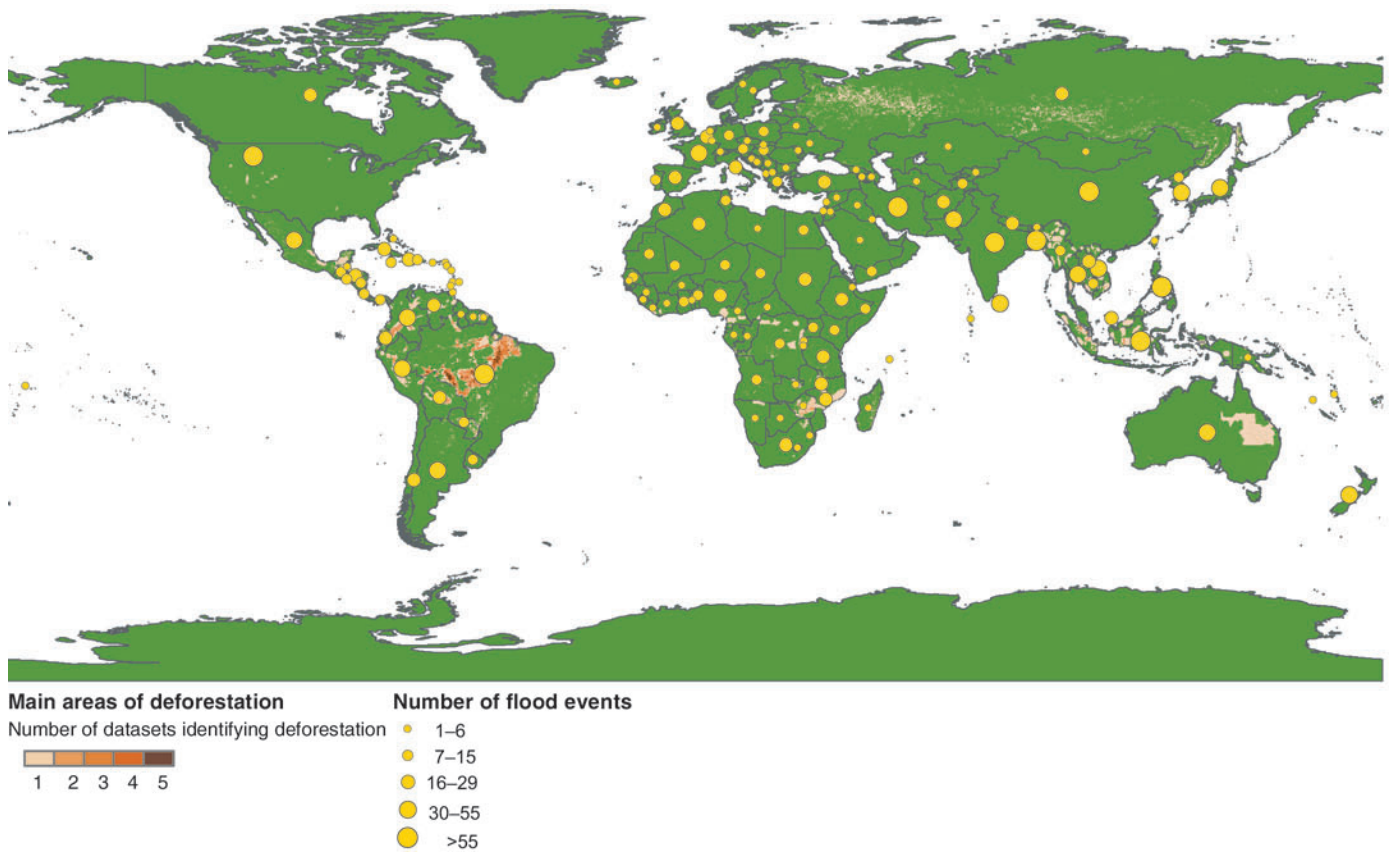 Main areas of deforestation
Number of datasets identifying deforestation
1 2 3 4 5
Number of flood events
1–6
7–15
16–29
30–55
>55